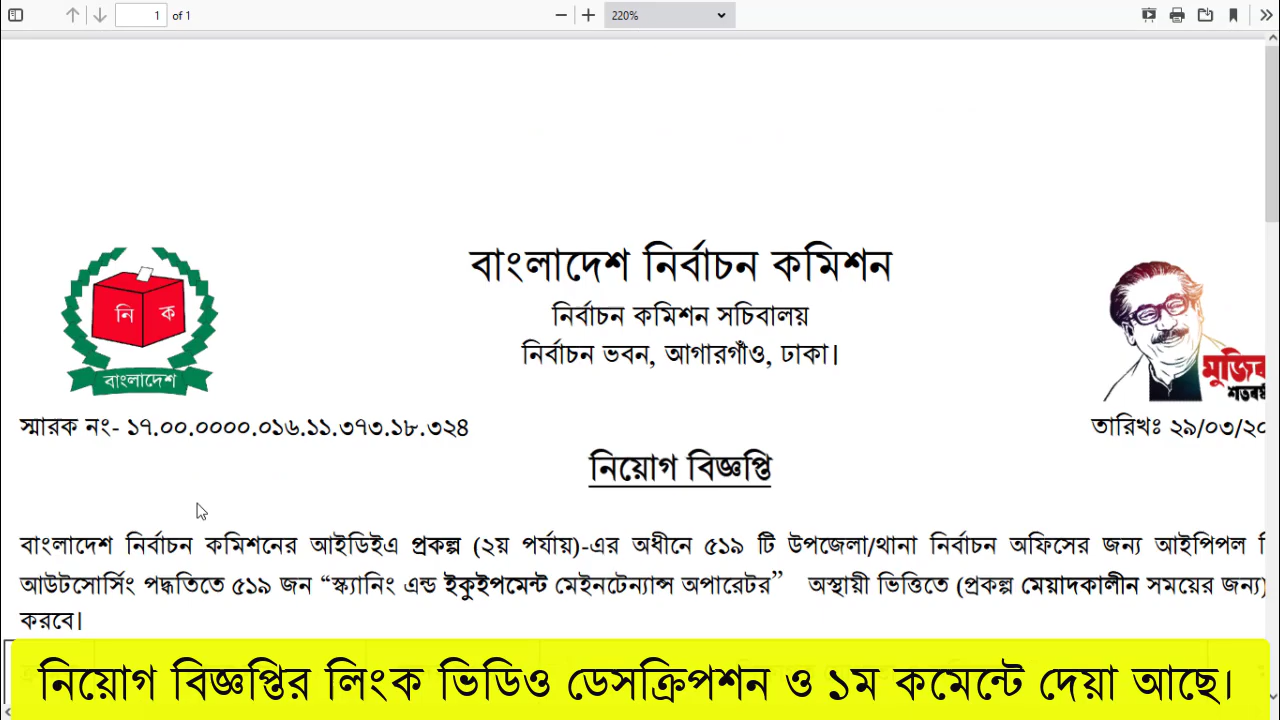 1 of 1 220%
বাংলাদেশ নির্বাচন কমিশন
নির্বাচন কমিশন সচিবালয়
নির্বাচন ভবন, আগারগাঁও, ঢাকা।
নি ক
বাংলাদেশ
মুজিব
শতবর্ষ
স্মারক নং- ১৭.০০.০০০০.০১৬.১১.৩৭৩.১৮.৩২৪
তারিখঃ ২৯/০৩/২০
নিয়োগ বিজ্ঞপ্তি
বাংলাদেশ নির্বাচন কমিশনের আইডিইএ প্রকল্প (২য় পর্যায়)-এর অধীনে ৫১৯ টি উপজেলা/থানা নির্বাচন অফিসের জন্য আইপিপল
আউটসোর্সিং পদ্ধতিতে ৫১৯ জন “স্ক্যানিং এন্ড ইকুইপমেন্ট মেইনটেন্যান্স অপারেটর” অস্থায়ী ভিত্তিতে (প্রকল্প মেয়াদকালীন সময়ের জন্য)
করবে।
নিয়োগ বিজ্ঞপ্তির লিংক ভিডিও ডেসক্রিপশন ও ১ম কমেন্টে দেয়া আছে।